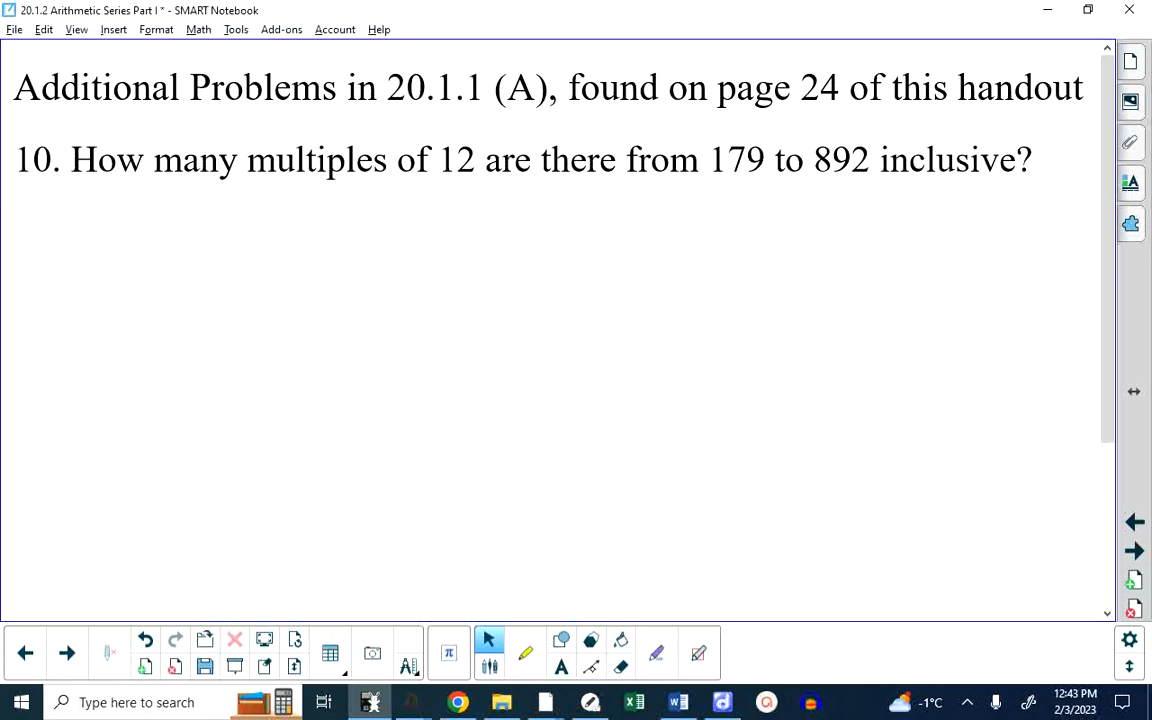 20.1.2 Arithmetic Series Part I * - SMART Notebook
File Edit View Insert Format Math Tools Add-ons Account Help
Additional Problems in 20.1.1 (A), found on page 24 of this handout
10. How many multiples of 12 are there from 179 to 892 inclusive?
Type here to search
-1°C
12:43 PM
2/3/2023